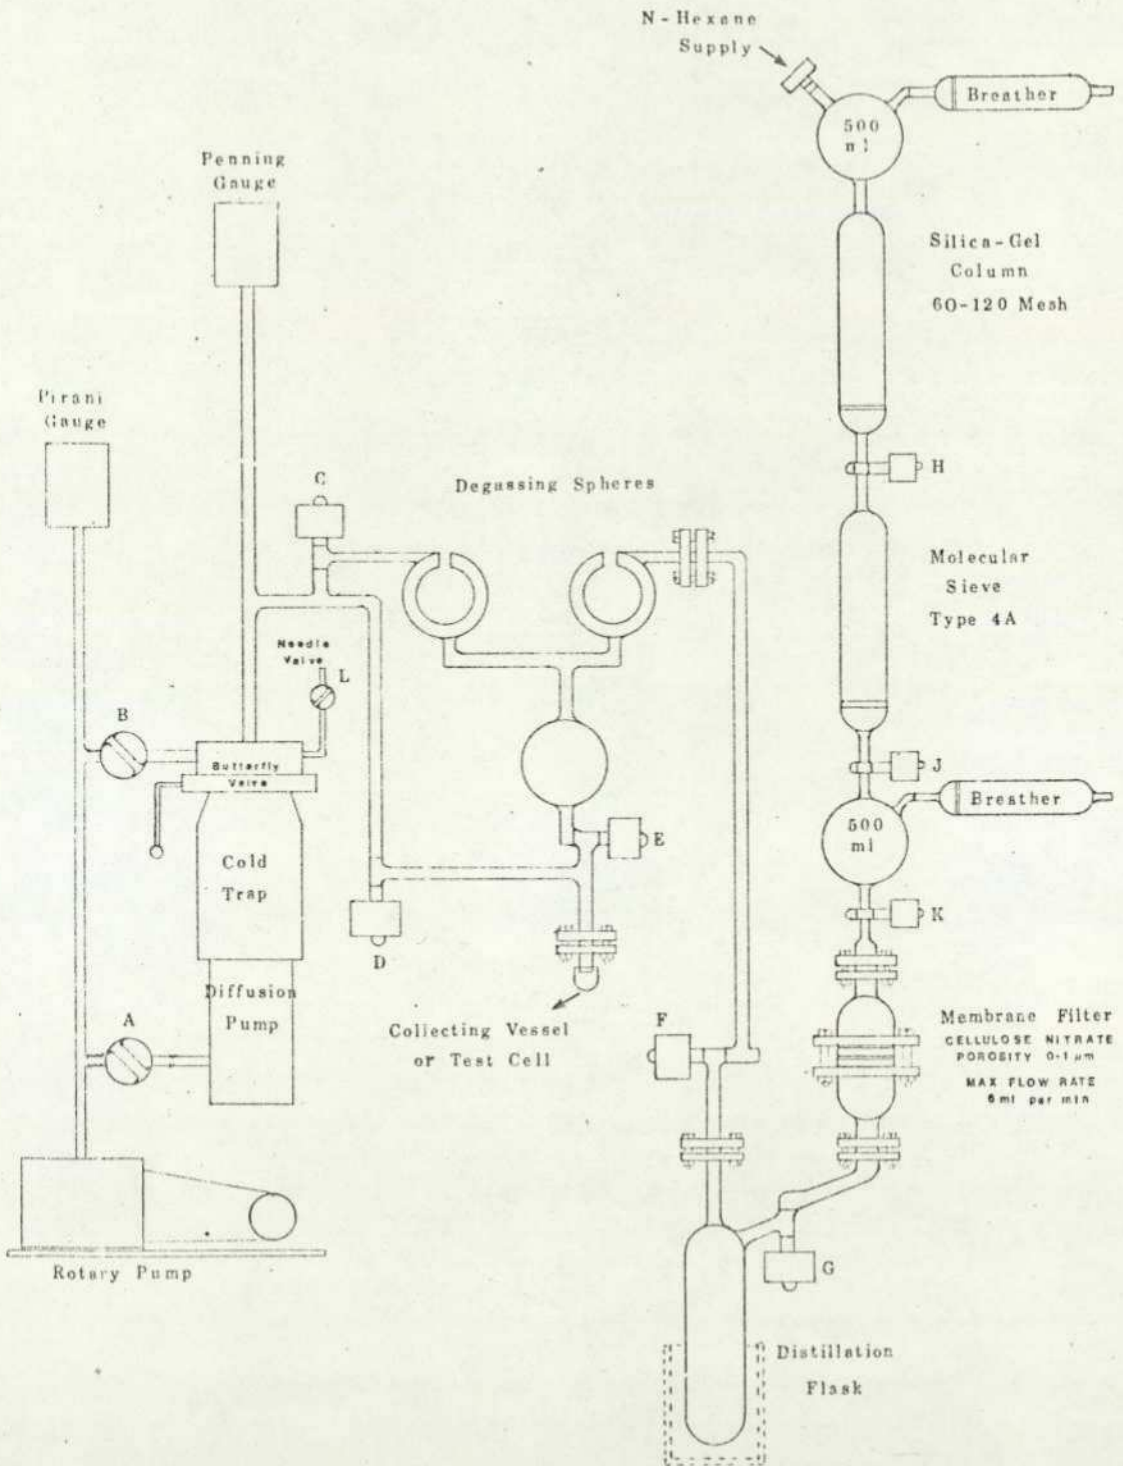 N-Hexane
Supply
Breather
500
ml
Penning
Gauge
Silica-Gel
Column
60-120 Mesh
Pirani
Gauge
C
Degassing Spheres
H
Molecular
Sieve
Type 4A
Needle
Valve
L
B
Butterfly
Valve
J
Breather
500
ml
E
Cold
Trap
K
D
Diffusion
Pump
A
Collecting Vessel
or Test Cell
F
Membrane Filter
CELLULOSE NITRATE
POROSITY 0·1 μm
MAX FLOW RATE
6 ml per min
Rotary Pump
G
Distillation
Flask